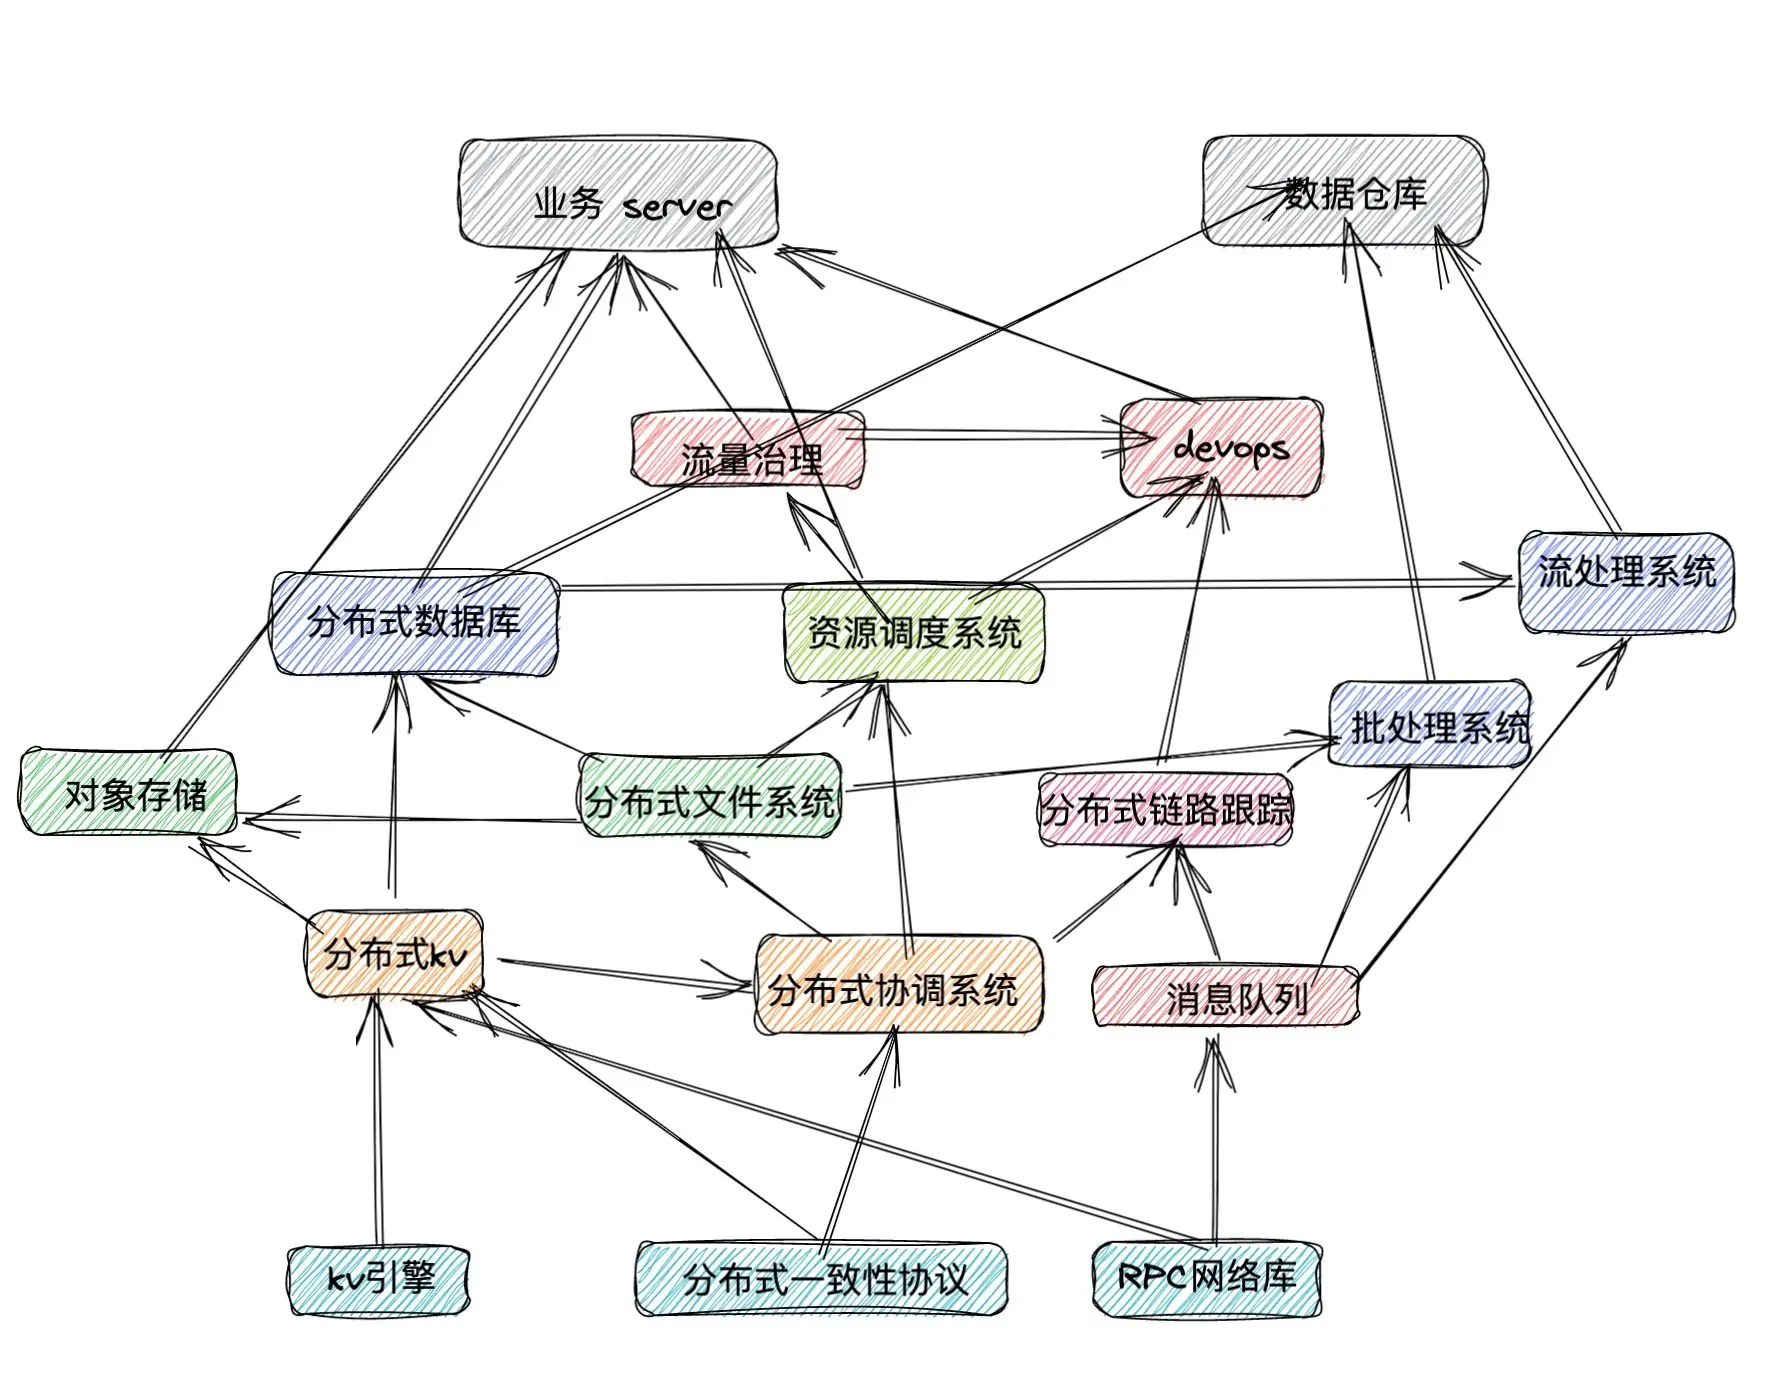 业务 server
数据仓库
流量治理
devops
流处理系统
分布式数据库
资源调度系统
批处理系统
对象存储
分布式文件系统
分布式链路跟踪
分布式kv
分布式协调系统
消息队列
kv引擎
分布式一致性协议
RPC网络库